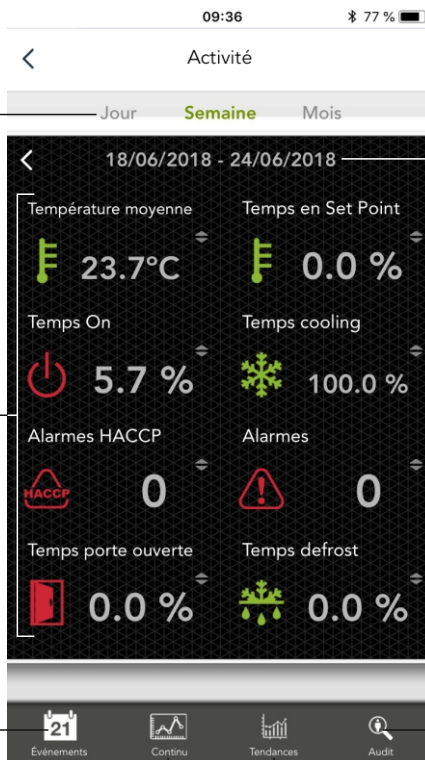 09:36 77 %
Activité
Jour Semaine Mois
18/06/2018 - 24/06/2018
Température moyenne Temps en Set Point
23.7°C 0.0 %
Temps On Temps cooling
5.7 % 100.0 %
Alarmes HACCP Alarmes
HACCP 0 0
Temps porte ouverte Temps defrost
0.0 % 0.0 %
21
Événements Continu Tendances Audit